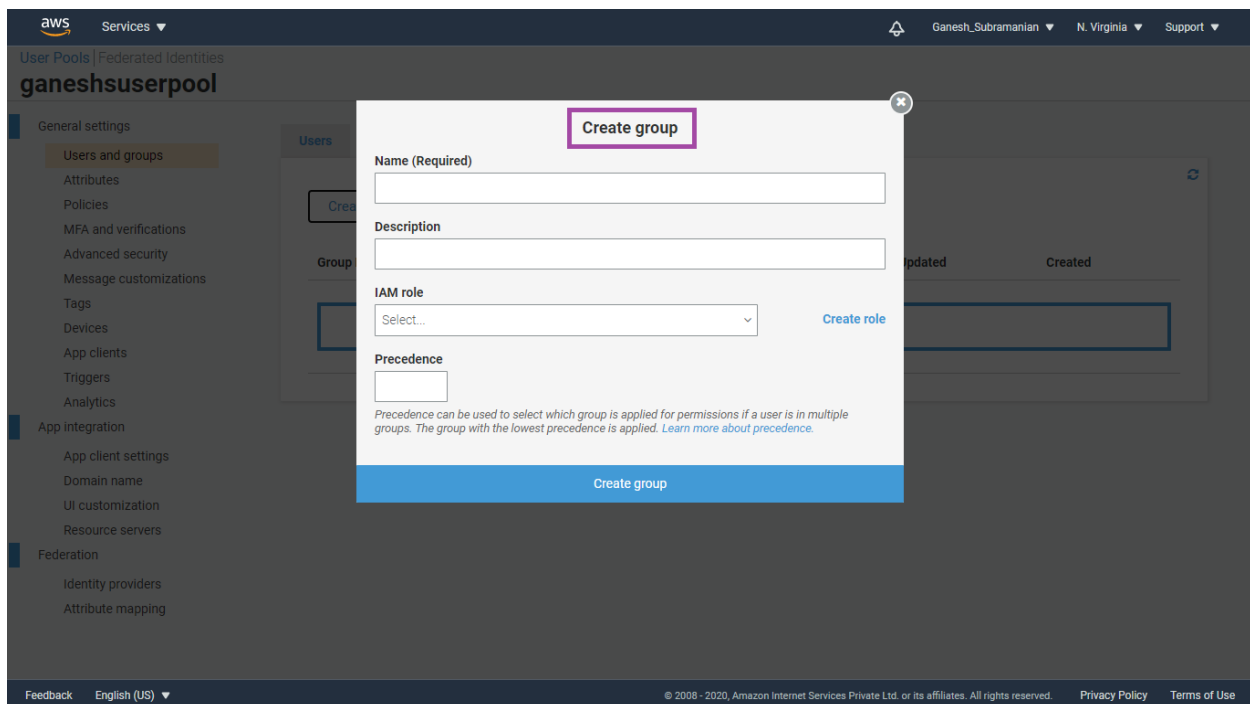 aws Services Ganesh_Subramanian N. Virginia Support
User Pools | Federated Identities
ganeshsuserpool
General settings
Users and groups
Attributes
Policies
MFA and verifications
Advanced security
Message customizations
Tags
Devices
App clients
Triggers
Analytics
App integration
App client settings
Domain name
UI customization
Resource servers
Federation
Identity providers
Attribute mapping
Users
Crea
Group
pdated Created
Create group
Name (Required)
Description
IAM role
Select... Create role
Precedence
Precedence can be used to select which group is applied for permissions if a user is in multiple
groups. The group with the lowest precedence is applied. Learn more about precedence.
Create group
Feedback English (US) © 2008 - 2020, Amazon Internet Services Private Ltd. or its affiliates. All rights reserved. Privacy Policy Terms of Use